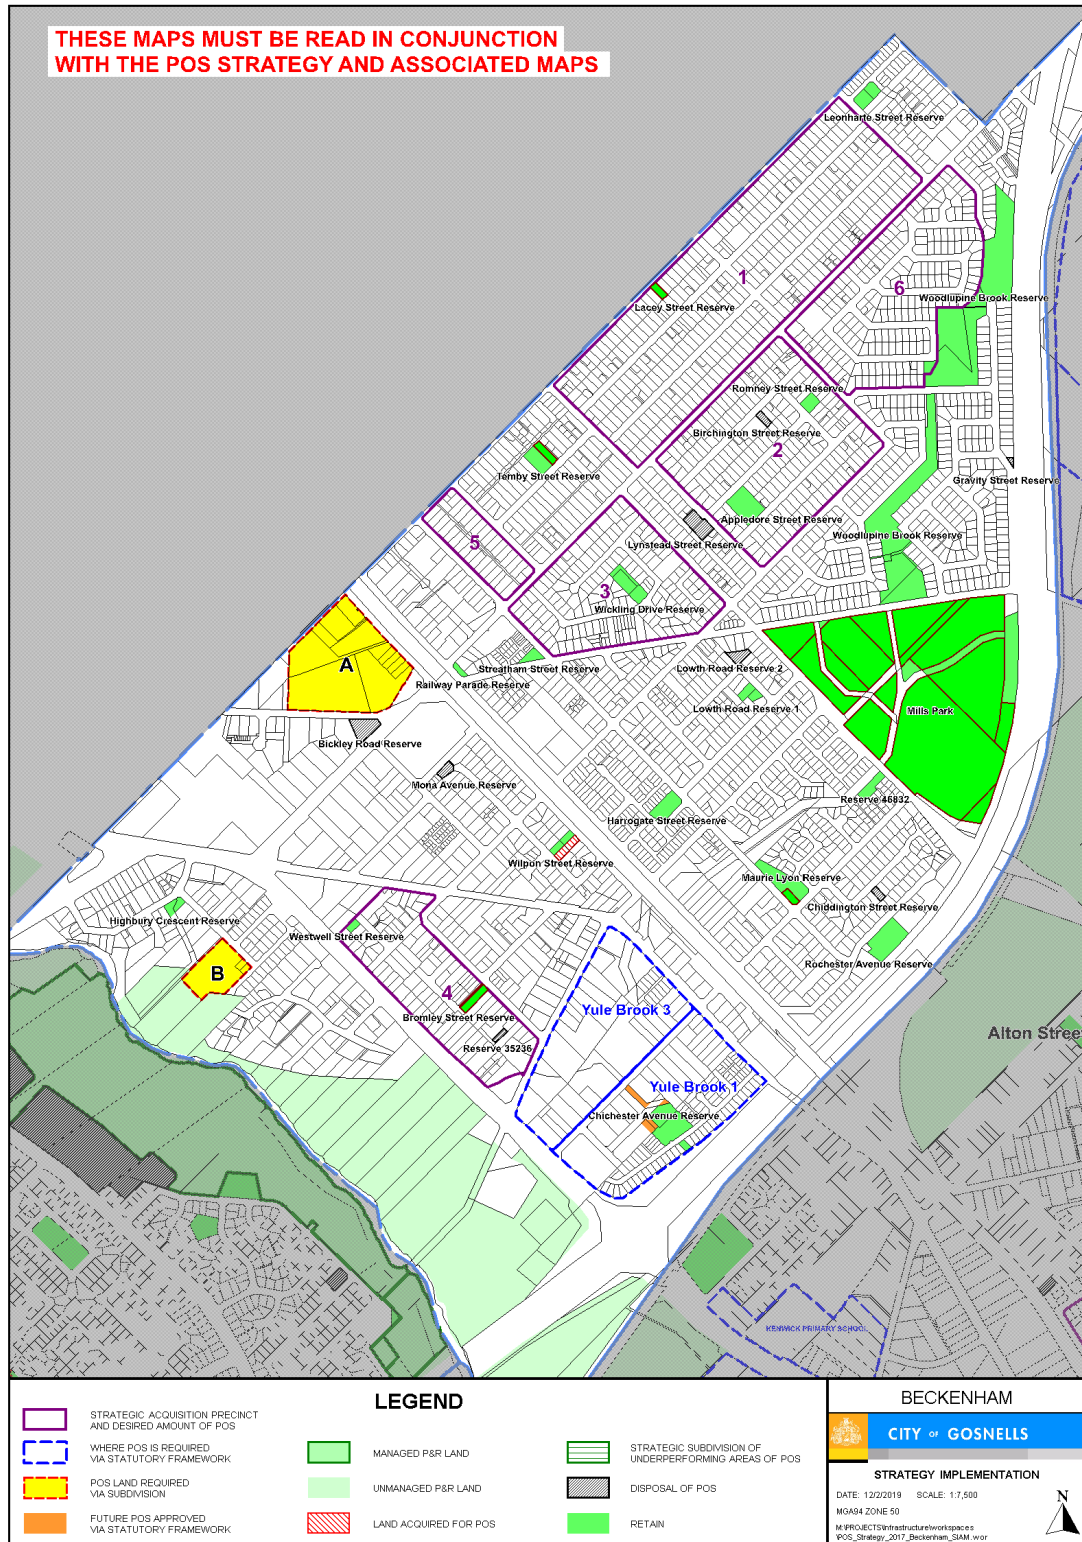 THESE MAPS MUST BE READ IN CONJUNCTION
WITH THE POS STRATEGY AND ASSOCIATED MAPS
Leonharte Street Reserve
1
6
Woodlupine Brook Reserve
Lacey Street Reserve
Romney Street Reserve
Birchington Street Reserve
2
Temby Street Reserve
Gravity Street Reserve
Appledore Street Reserve
Woodlupine Brook Reserve
Lynstead Street Reserve
5
3
Wickling Drive Reserve
A
Streatham Street Reserve
Lowth Road Reserve 2
Railway Parade Reserve
Lowth Road Reserve 1
Mills Park
Bickley Road Reserve
Mona Avenue Reserve
Reserve 46832
Harrogate Street Reserve
Wilpon Street Reserve
Maurie Lyon Reserve
Chiddington Street Reserve
Highbury Crescent Reserve
Westwell Street Reserve
Rochester Avenue Reserve
B
4
Bromley Street Reserve
Yule Brook 3
Reserve 35236
Alton Stree
Yule Brook 1
Chichester Avenue Reserve
KENWICK PRIMARY SCHOOL
LEGEND
STRATEGIC ACQUISITION PRECINCT
AND DESIRED AMOUNT OF POS
WHERE POS IS REQUIRED
VIA STATUTORY FRAMEWORK
POS LAND REQUIRED
VIA SUBDIVISION
FUTURE POS APPROVED
VIA STATUTORY FRAMEWORK
MANAGED P&R LAND
UNMANAGED P&R LAND
LAND ACQUIRED FOR POS
STRATEGIC SUBDIVISION OF
UNDERPERFORMING AREAS OF POS
DISPOSAL OF POS
RETAIN
BECKENHAM
CITY OF GOSNELLS
STRATEGY IMPLEMENTATION
DATE: 12/2/2019 SCALE: 1:7,500
MGA94 ZONE 50
M:\PROJECTS\Infrastructure\workspaces
\POS_Strategy_2017_Beckenham_SIAM.wor
N